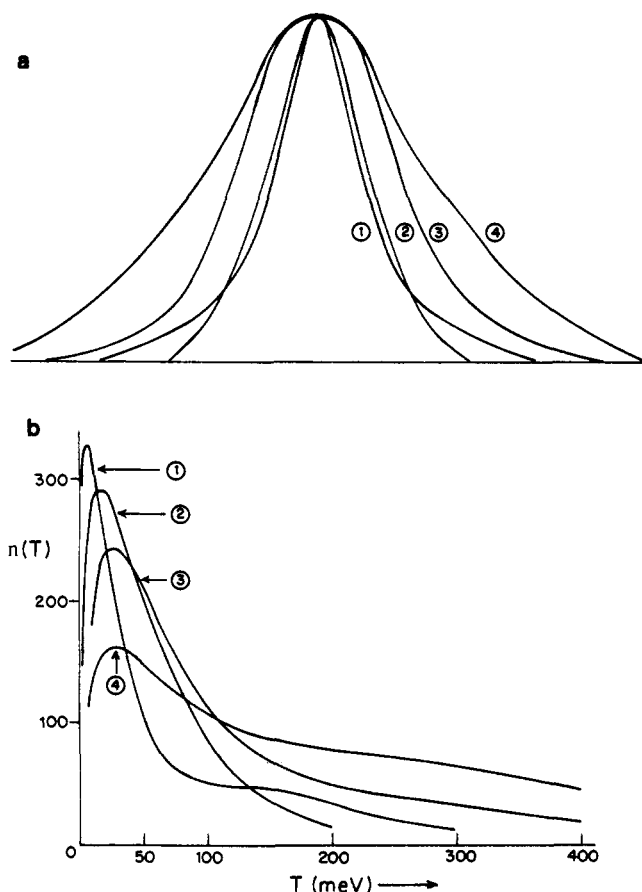 a
① ② ③ ④
b
①
300
②
n(T)
③
200
④
100
0 50 100 200 300 400
T (meV) →